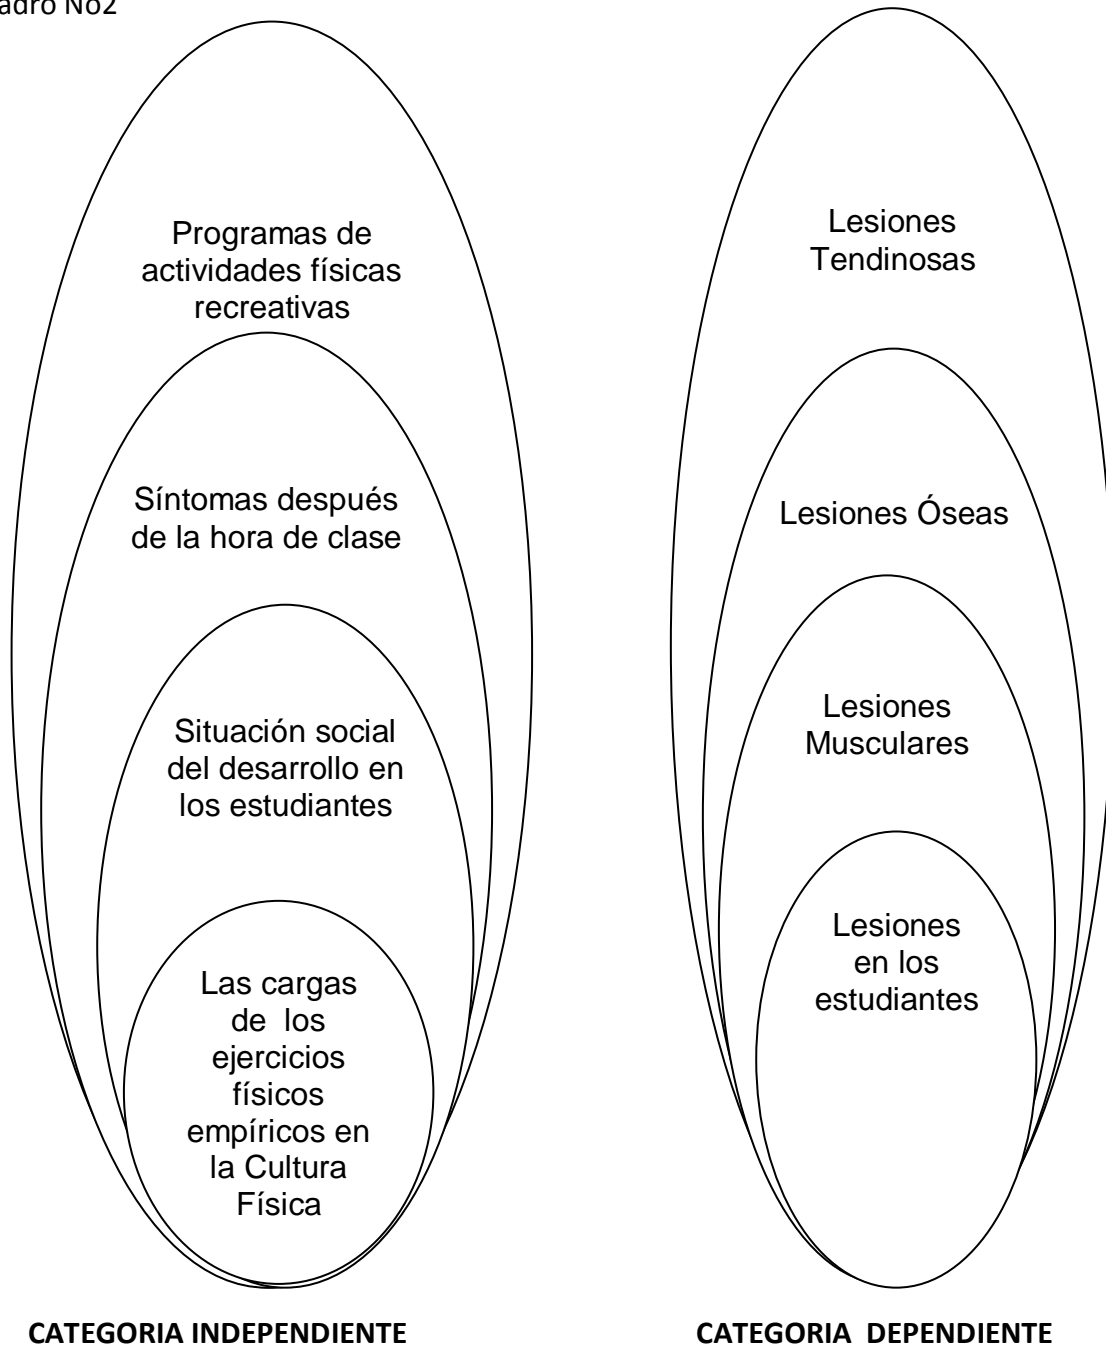 adro No2
Programas de
actividades físicas
recreativas
Síntomas después
de la hora de clase
Situación social
del desarrollo en
los estudiantes
Las cargas
de los
ejercicios
físicos
empíricos en
la Cultura
Física
CATEGORIA INDEPENDIENTE
Lesiones
Tendinosas
Lesiones Óseas
Lesiones
Musculares
Lesiones
en los
estudiantes
CATEGORIA DEPENDIENTE